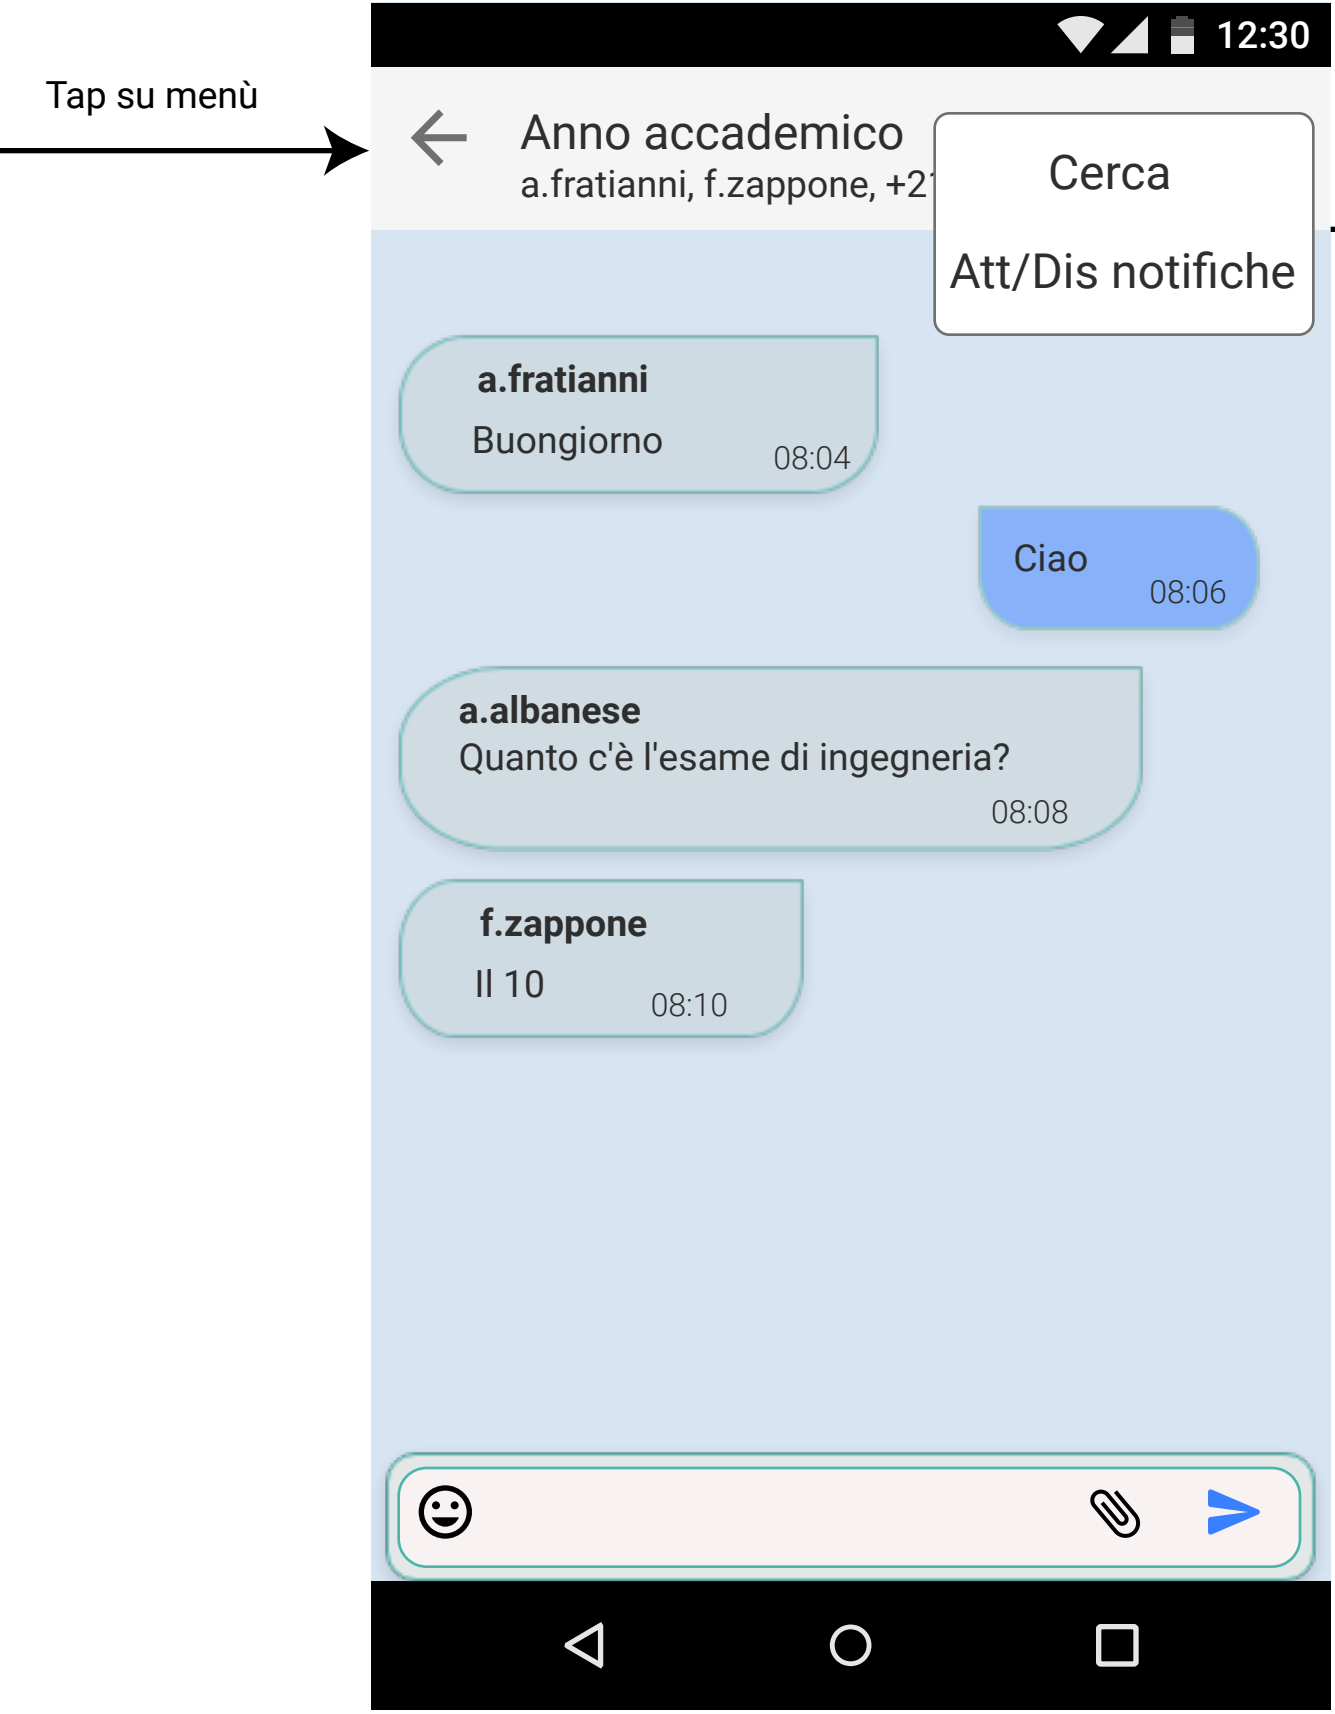 12:30
Tap su menù
Anno accademico
a.fratianni, f.zappone, +21
Cerca
Att/Dis notifiche
a.fratianni
Buongiorno
08:04
Ciao
08:06
a.albanese
Quanto c'è l'esame di ingegneria?
08:08
f.zappone
Il 10
08:10